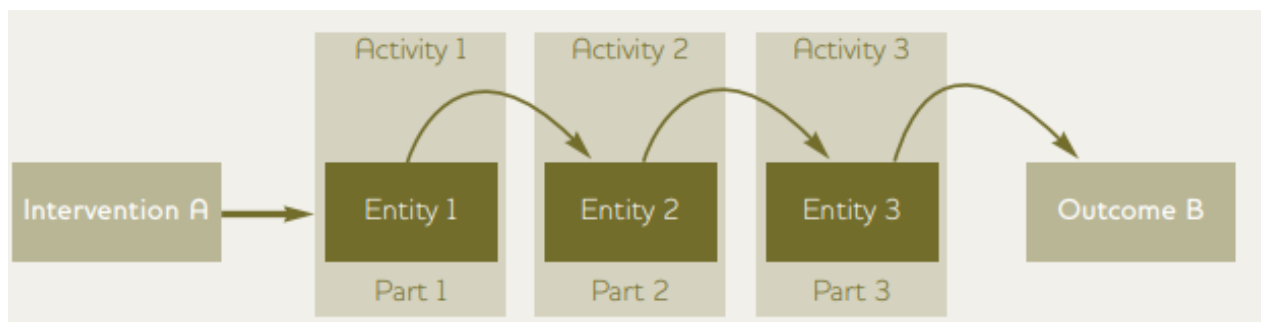 Activity 1
Activity 2
Activity 3
Intervention A
Entity 1
Entity 2
Entity 3
Outcome B
Part 1
Part 2
Part 3